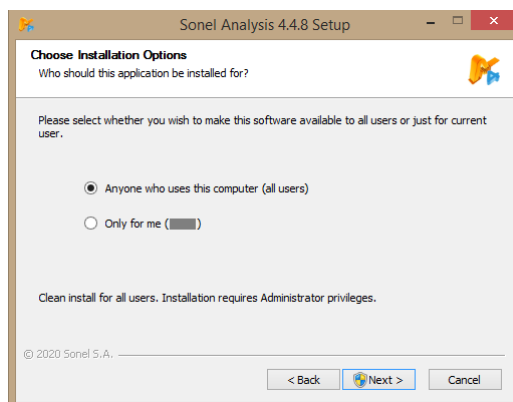 Sonel Analysis 4.4.8 Setup
Choose Installation Options
Who should this application be installed for?
Please select whether you wish to make this software available to all users or just for current
user.
Anyone who uses this computer (all users)
Only for me ( )
Clean install for all users. Installation requires Administrator privileges.
© 2020 Sonel S.A.
< Back Next > Cancel